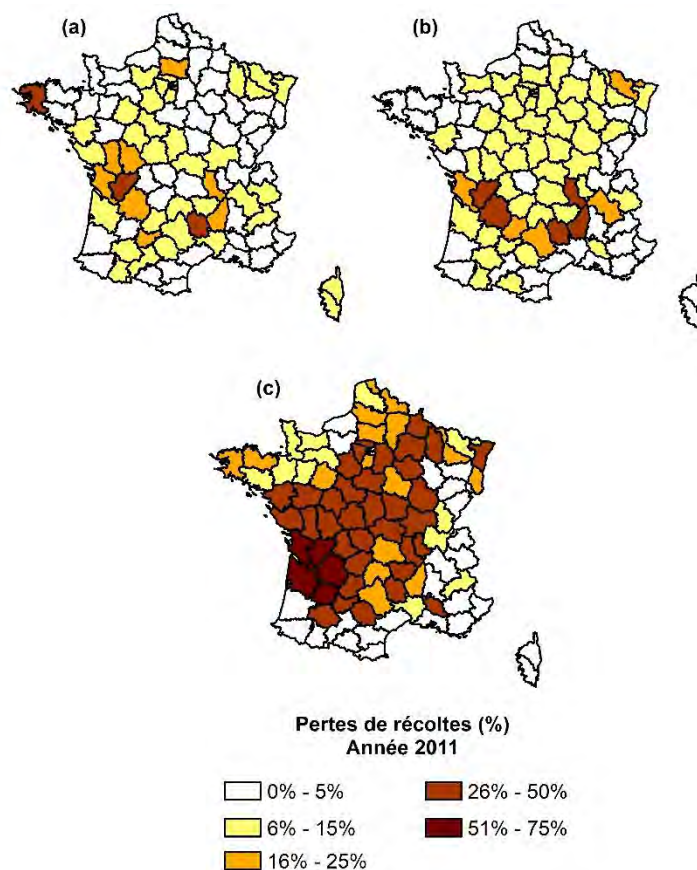 (a)
(b)
(c)
Pertes de récoltes (%)
Année 2011
0% - 5%
26% - 50%
6% - 15%
51% - 75%
16% - 25%